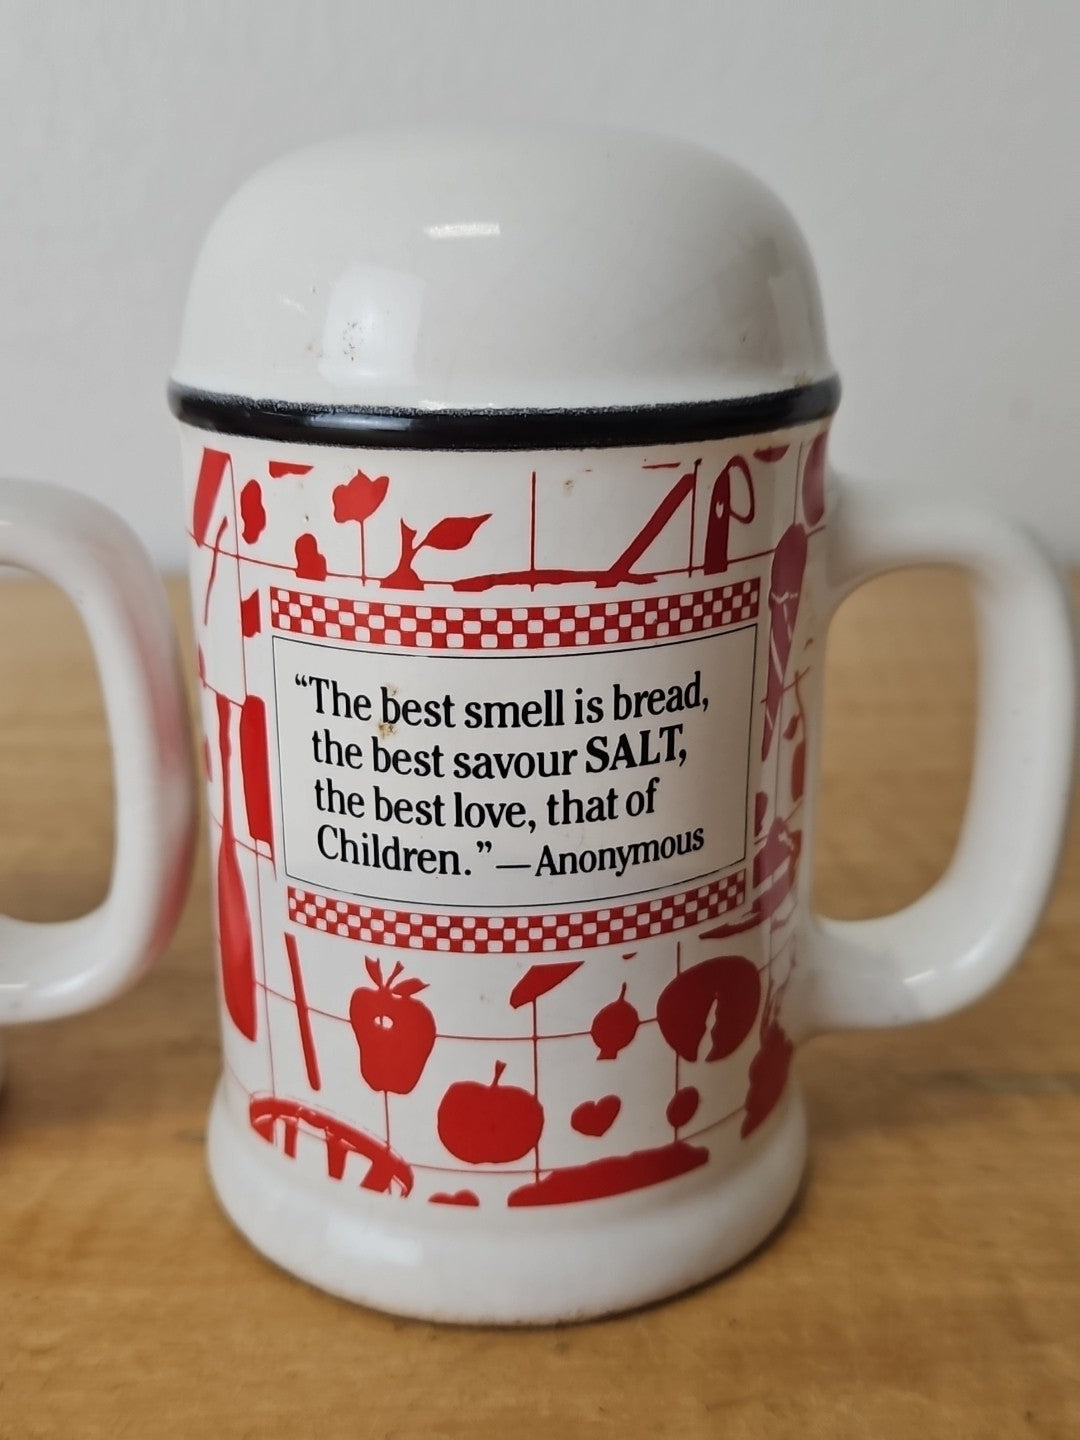 “The best smell is bread,
the best savour SALT,
the best love, that of
Children.” —Anonymous